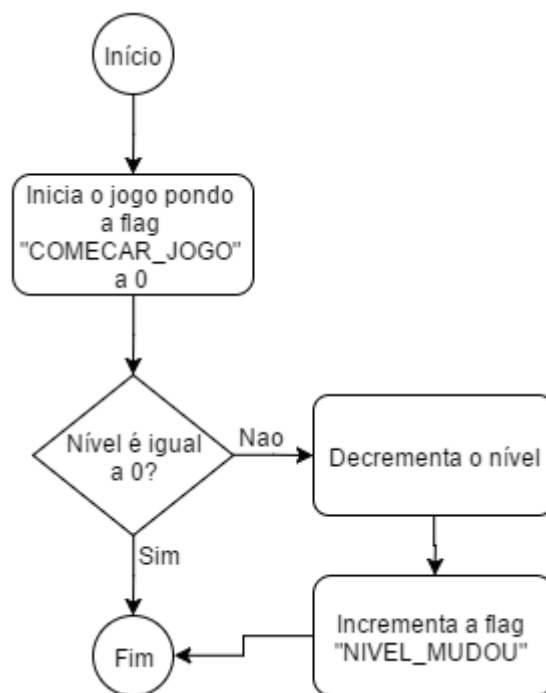 Início
Inicia o jogo pondo
a flag
"COMECAR_JOGO"
a 0
Nível é igual
a 0?
Nao
Decrementa o nível
Sim
Incrementa a flag
"NIVEL_MUDOU"
Fim